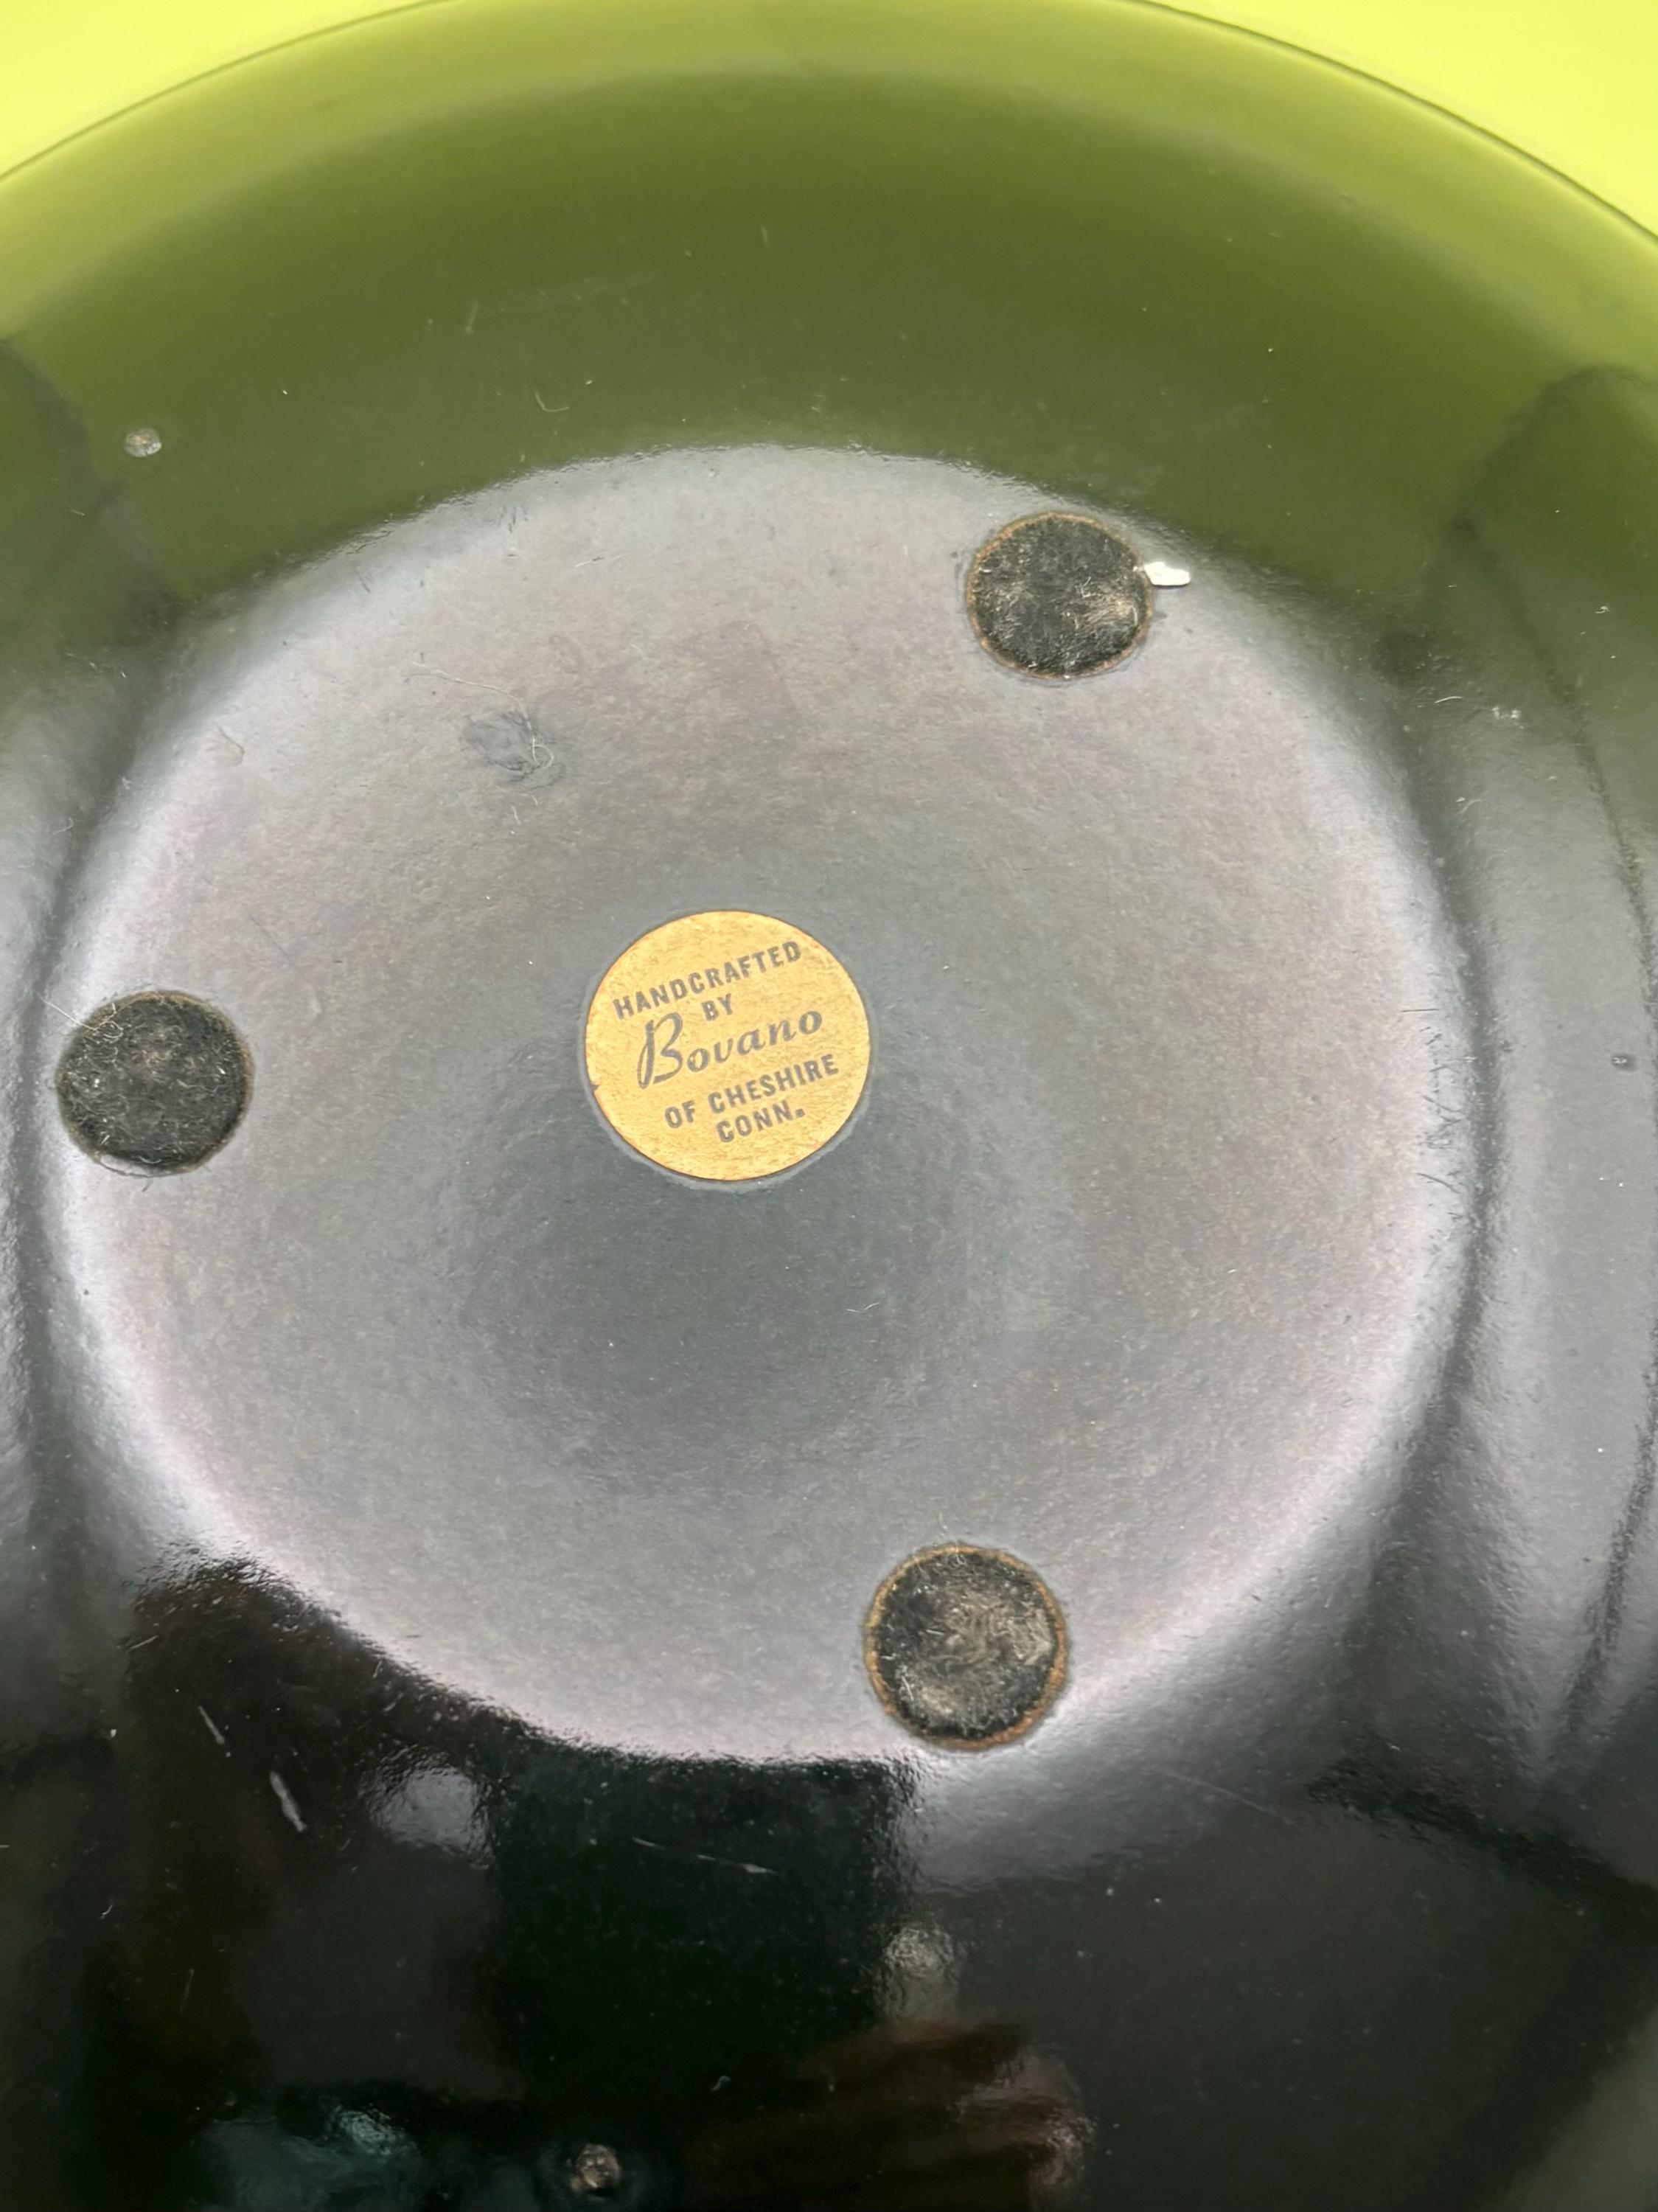 HANDCRAFTED
BY
Bovano
OF CHESHIRE
CONN.